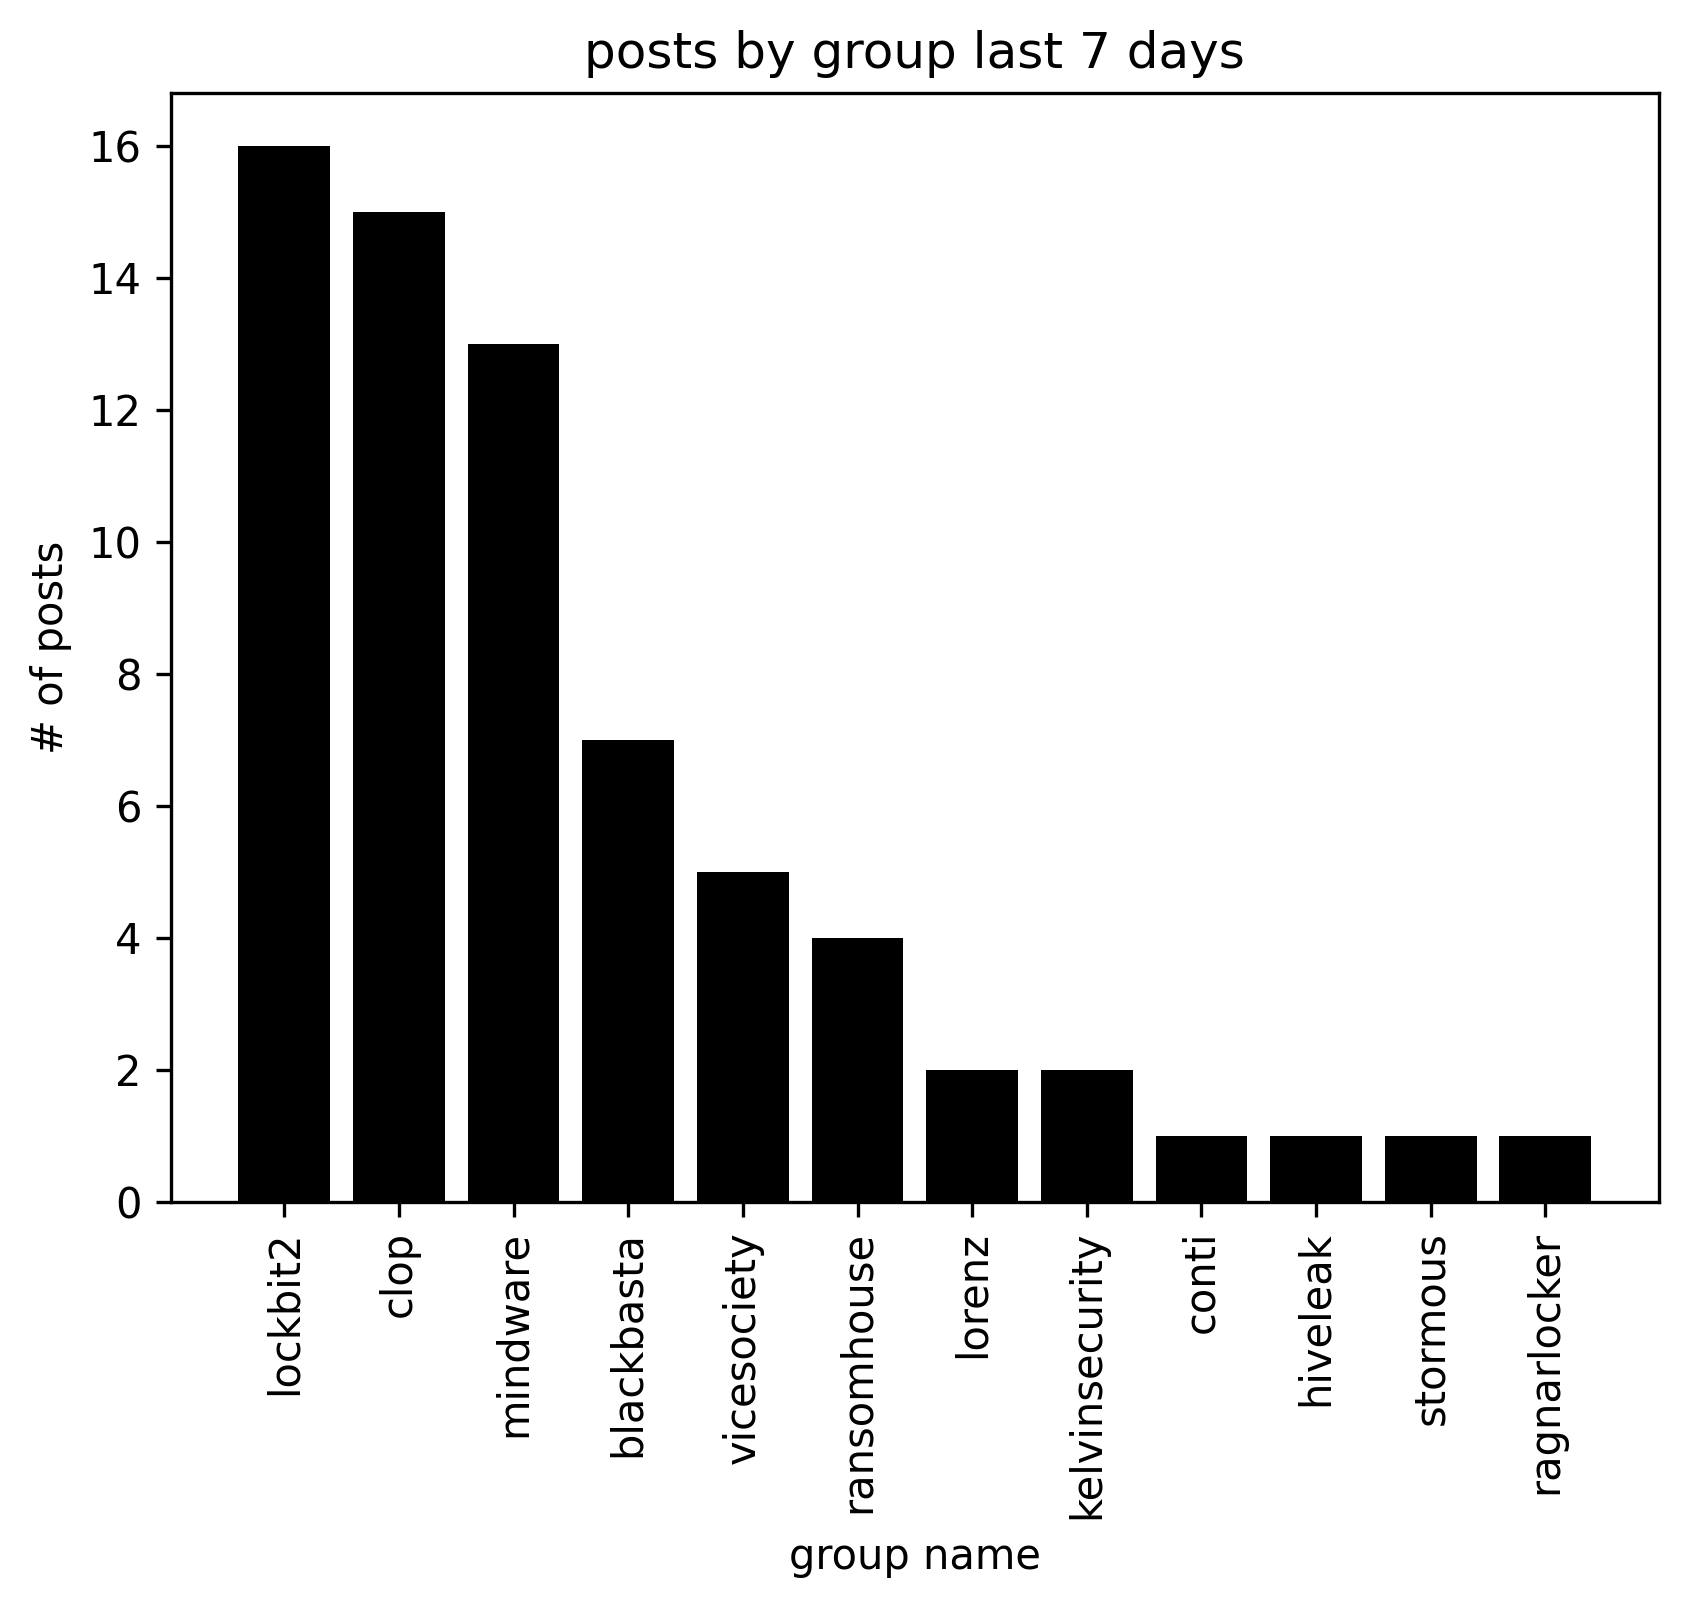 posts by group last 7 days
16
14
12
10
8
6
4
2
0
# of posts
lockbit2
clop
mindware
blackbasta
vicesociety
ransomhouse
lorenz
kelvinsecurity
conti
hiveleak
stormous
ragnarlocker
group name